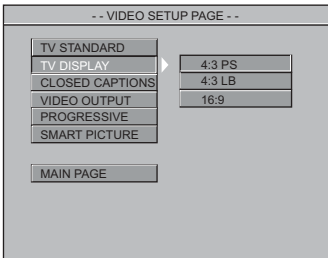 - - VIDEO SETUP PAGE - -
TV STANDARD
TV DISPLAY
4:3 PS
CLOSED CAPTIONS
4:3 LB
VIDEO OUTPUT
16:9
PROGRESSIVE
SMART PICTURE
MAIN PAGE